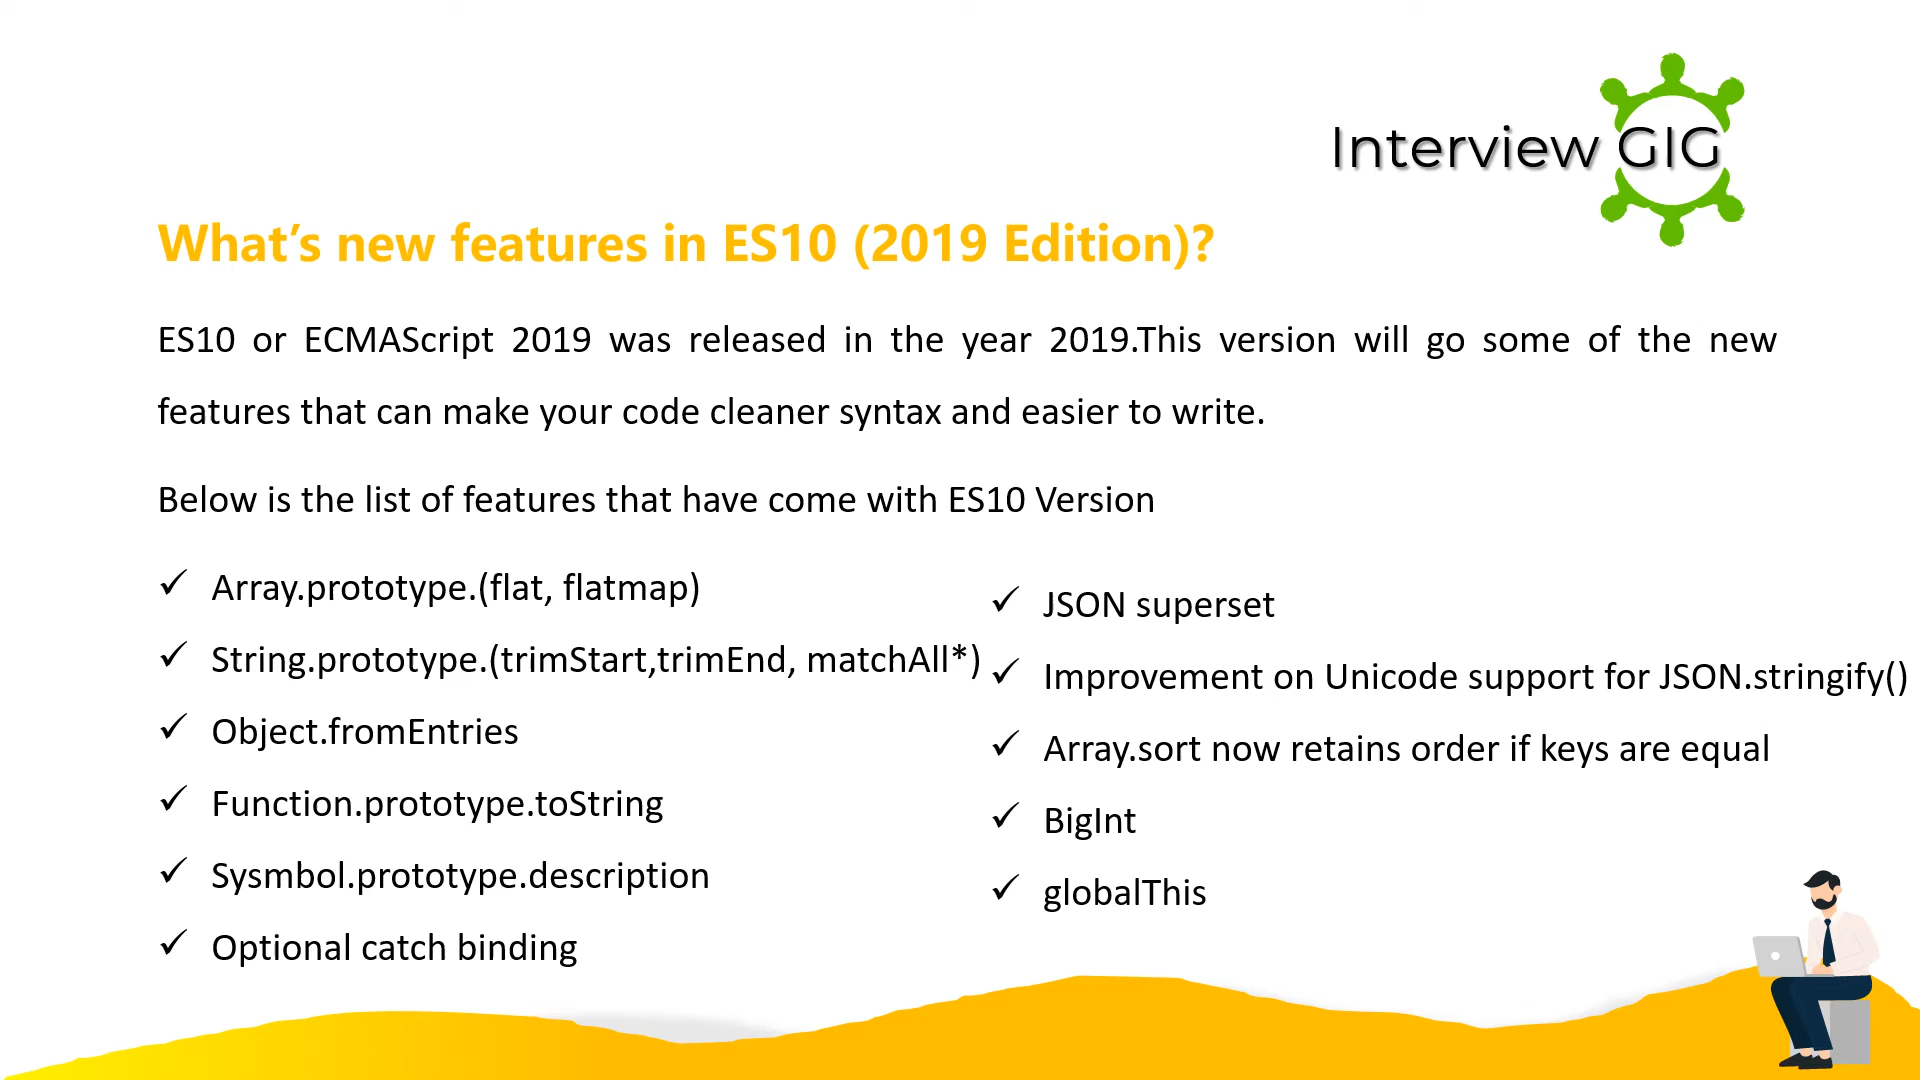 Interview GIG
What’s new features in ES10 (2019 Edition)?
ES10 or ECMAScript 2019 was released in the year 2019.This version will go some of the new
features that can make your code cleaner syntax and easier to write.
Below is the list of features that have come with ES10 Version
✓ Array.prototype.(flat, flatmap)
✓ String.prototype.(trimStart,trimEnd, matchAll*)
✓ Object.fromEntries
✓ Function.prototype.toString
✓ Sysmbol.prototype.description
✓ Optional catch binding
✓ JSON superset
✓ Improvement on Unicode support for JSON.stringify()
✓ Array.sort now retains order if keys are equal
✓ BigInt
✓ globalThis